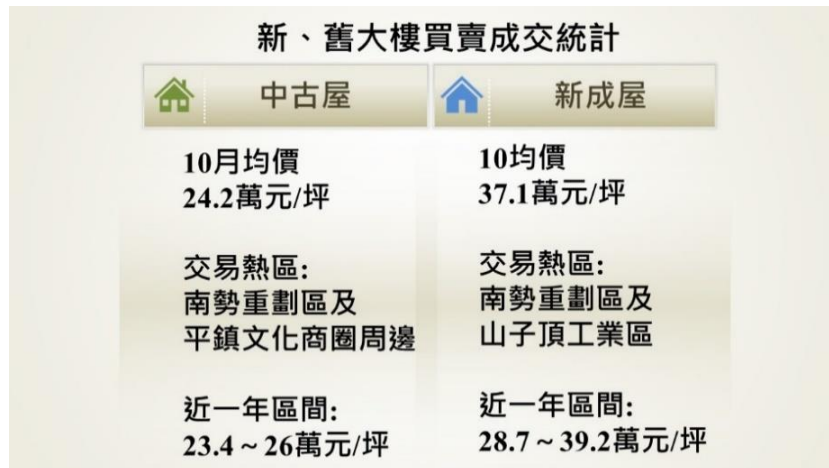 新、舊大樓買賣成交統計
中古屋
10月均價
24.2萬元/坪
交易熱區:
南勢重劃區及
平鎮文化商圈周邊
近一年區間:
23.4～26萬元/坪
新成屋
10均價
37.1萬元/坪
交易熱區:
南勢重劃區及
山子頂工業區
近一年區間:
28.7～39.2萬元/坪